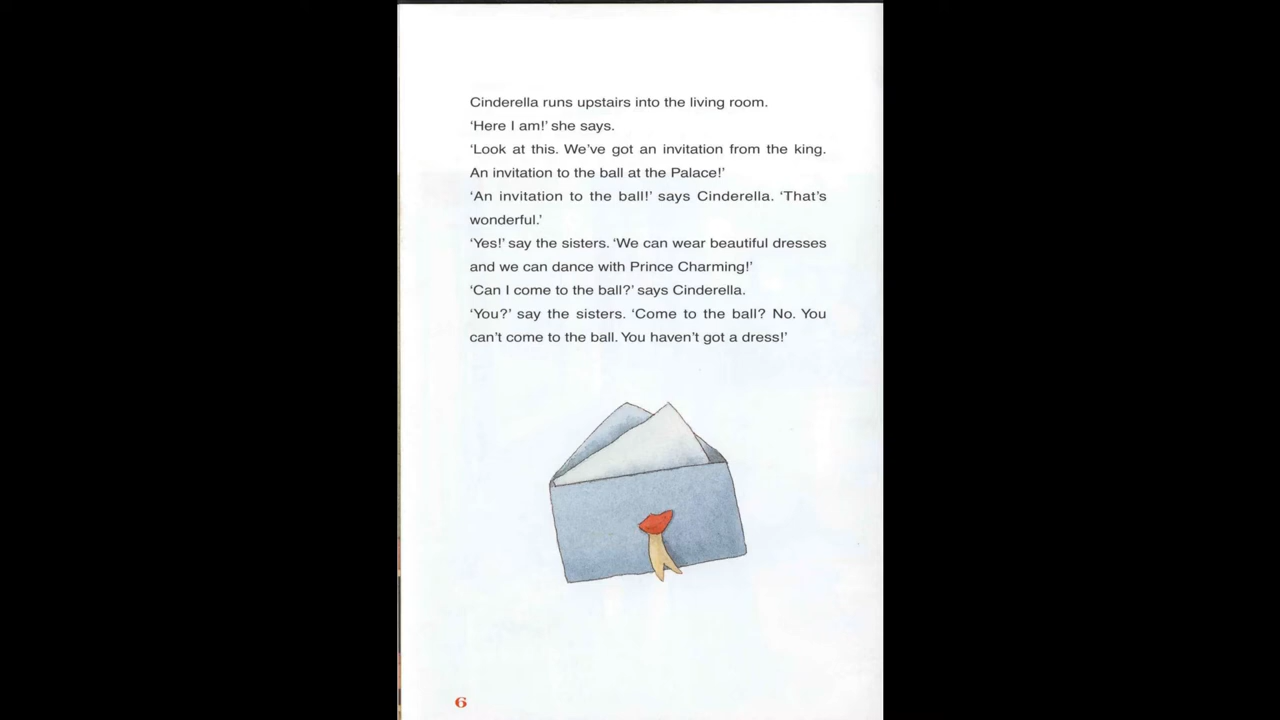 Cinderella runs upstairs into the living room.
‘Here I am!’ she says.
‘Look at this. We’ve got an invitation from the king.
An invitation to the ball at the Palace!’
‘An invitation to the ball!’ says Cinderella. ‘That’s
wonderful.’
‘Yes!’ say the sisters. ‘We can wear beautiful dresses
and we can dance with Prince Charming!’
‘Can I come to the ball?’ says Cinderella.
‘You?’ say the sisters. ‘Come to the ball? No. You
can’t come to the ball. You haven’t got a dress!’
6